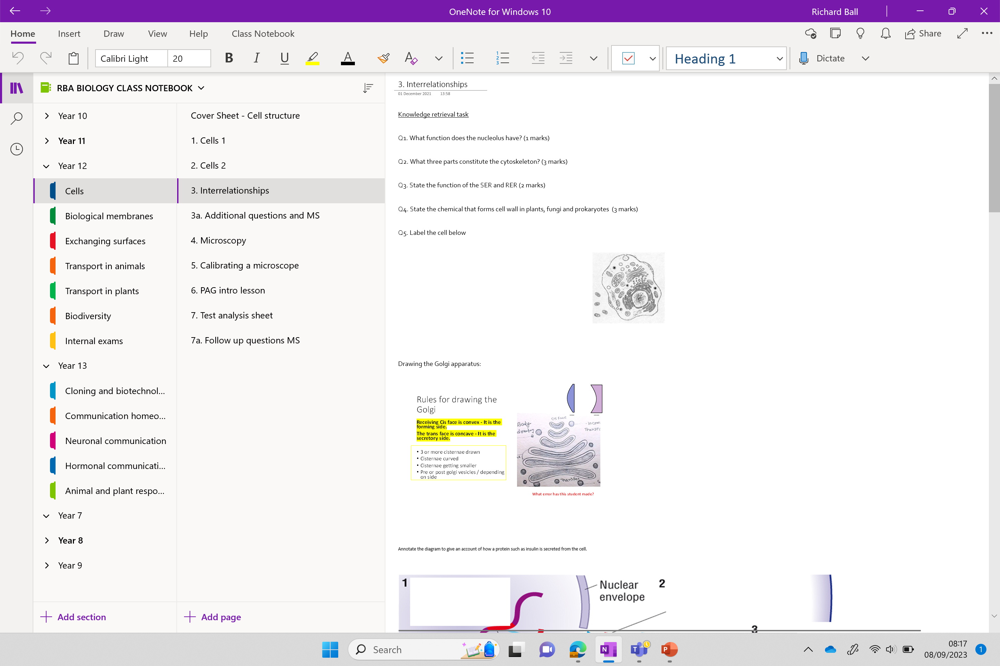 OneNote for Windows 10
Richard Ball
Home Insert Draw View Help Class Notebook
Share
Calibri Light 20 B I U A Heading 1 Dictate
RBA BIOLOGY CLASS NOTEBOOK
Year 10
Year 11
Year 12
Cells
Biological membranes
Exchanging surfaces
Transport in animals
Transport in plants
Biodiversity
Internal exams
Year 13
Cloning and biotechnol...
Communication homeo...
Neuronal communication
Hormonal communicati...
Animal and plant respo...
Year 7
Year 8
Year 9
Add section
Cover Sheet - Cell structure
1. Cells 1
2. Cells 2
3. Interrelationships
3a. Additional questions and MS
4. Microscopy
5. Calibrating a microscope
6. PAG intro lesson
7. Test analysis sheet
7a. Follow up questions MS
Add page
3. Interrelationships
01 December 2021 13:58
Knowledge retrieval task
Q1. What function does the nucleolus have? (1 marks)
Q2. What three parts constitute the cytoskeleton? (3 marks)
Q3. State the function of the SER and RER (2 marks)
Q4. State the chemical that forms cell wall in plants, fungi and prokaryotes (3 marks)
Q5. Label the cell below
Drawing the Golgi apparatus:
Rules for drawing the
Golgi
Receiving Cis face is convex - It is the
forming side.
The trans face is concave - It is the
secretory side.
• 3 or more cisternae drawn
• Cisternae curved
• Cisternae getting smaller
• Pre or post golgi vesicles / depending
on side
Cis Face
Body
drawing
Trans face
What error has this student made?
Annotate the diagram to give an account of how a protein such as insulin is secreted from the cell.
1
Nuclear
envelope
2
3
Search
08:17
08/09/2023
1